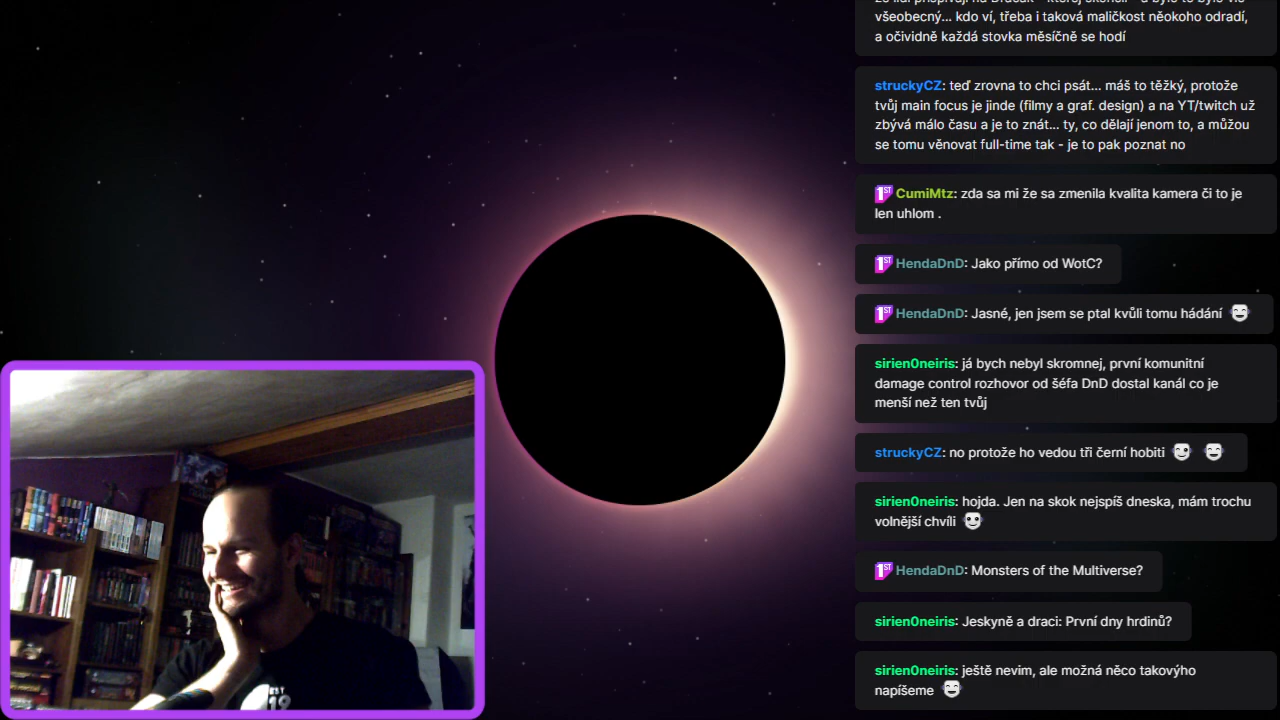 všeobecný... kdo ví, třeba i taková maličkost něokoho odradí,
a očividně každá stovka měsíčně se hodí
struckyCZ: teď zrovna to chci psát... máš to těžký, protože
tvůj main focus je jinde (filmy a graf. design) a na YT/twitch už
zbývá málo času a je to znát... ty, co dělají jenom to, a můžou
se tomu věnovat full-time tak - je to pak poznat no
1ST CumiMtz: zda sa mi že sa zmenila kvalita kamera či to je
len uhlom .
1ST HendaDnD: Jako přímo od WotC?
1ST HendaDnD: Jasné, jen jsem se ptal kvůli tomu hádání
sirien0neiris: já bych nebyl skromnej, první komunitní
damage control rozhovor od šéfa DnD dostal kanál co je
menší než ten tvůj
struckyCZ: no protože ho vedou tři černí hobiti
sirien0neiris: hojda. Jen na skok nejspíš dneska, mám trochu
volnější chvíli
1ST HendaDnD: Monsters of the Multiverse?
sirien0neiris: Jeskyně a draci: První dny hrdinů?
sirien0neiris: ještě nevim, ale možná něco takovýho
napíšeme
19